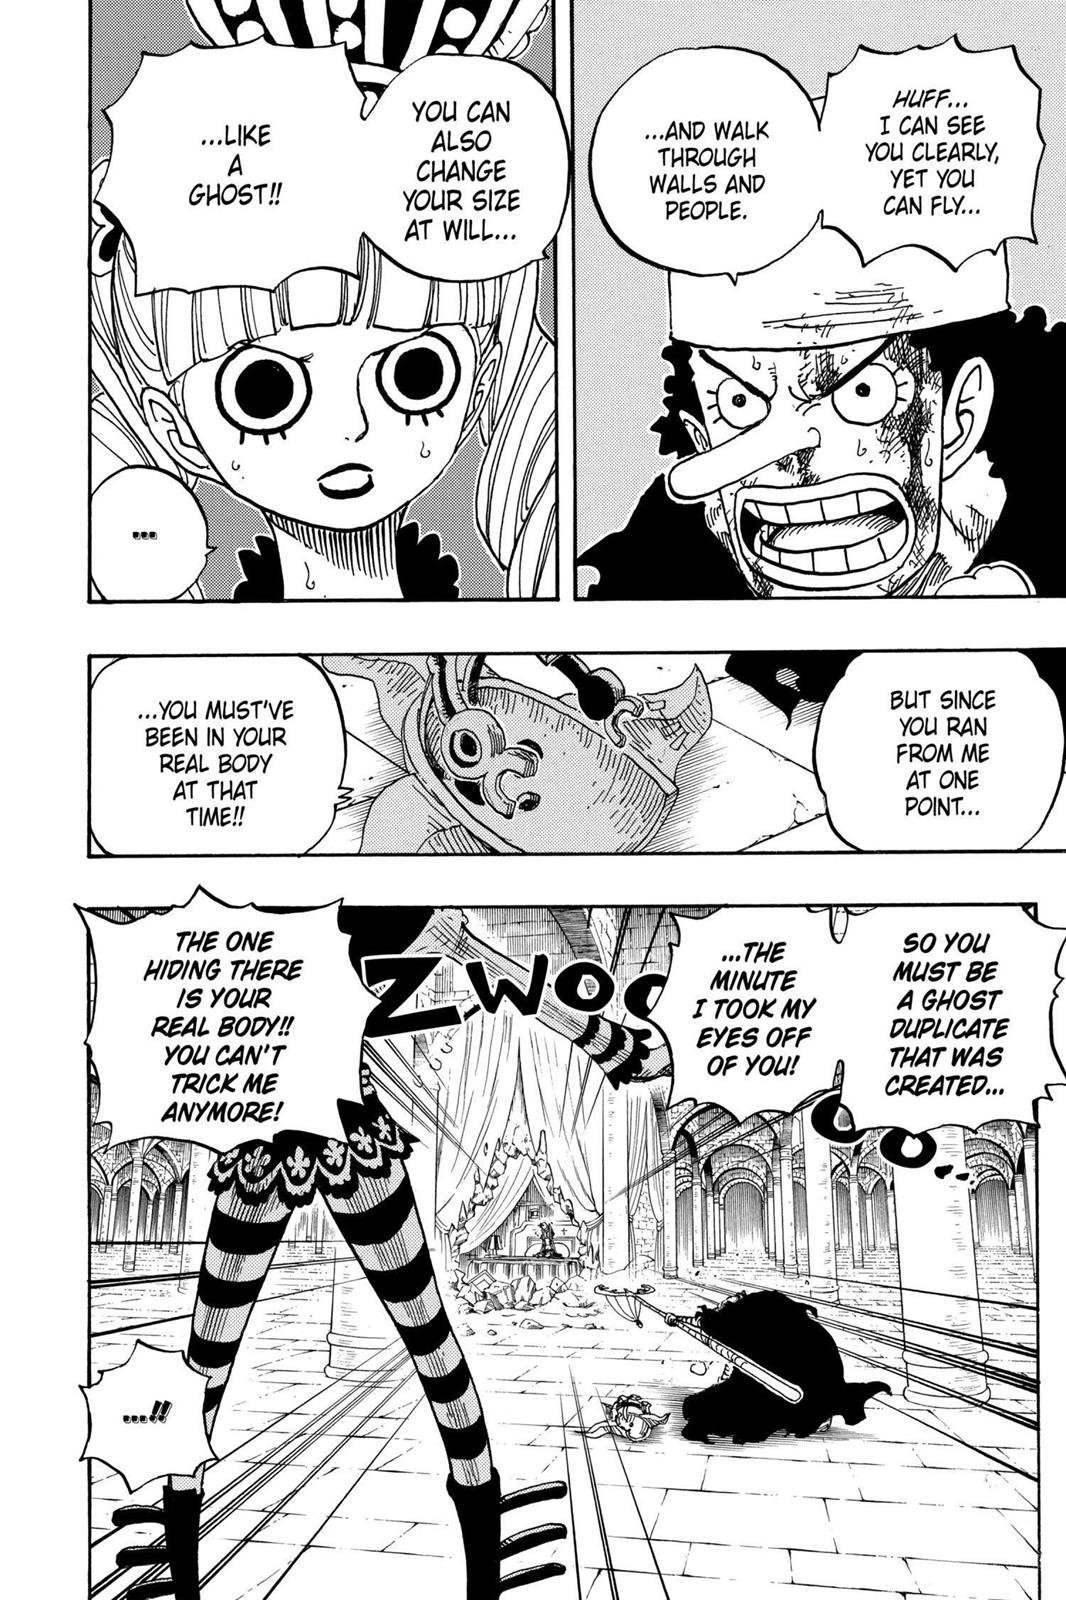 HUFF...
I CAN SEE
YOU CLEARLY,
YET YOU
CAN FLY...
...AND WALK
THROUGH
WALLS AND
PEOPLE.
YOU CAN
ALSO
CHANGE
YOUR SIZE
AT WILL...
...LIKE
A
GHOST!!
...
BUT SINCE
YOU RAN
FROM ME
AT ONE
POINT...
...YOU MUST'VE
BEEN IN YOUR
REAL BODY
AT THAT
TIME!!
SO YOU
MUST BE
A GHOST
DUPLICATE
THAT WAS
CREATED...
...THE
MINUTE
I TOOK MY
EYES OFF
OF YOU!
ZWOOOO...
THE ONE
HIDING THERE
IS YOUR
REAL BODY!!
YOU CAN'T
TRICK ME
ANYMORE!
...!!